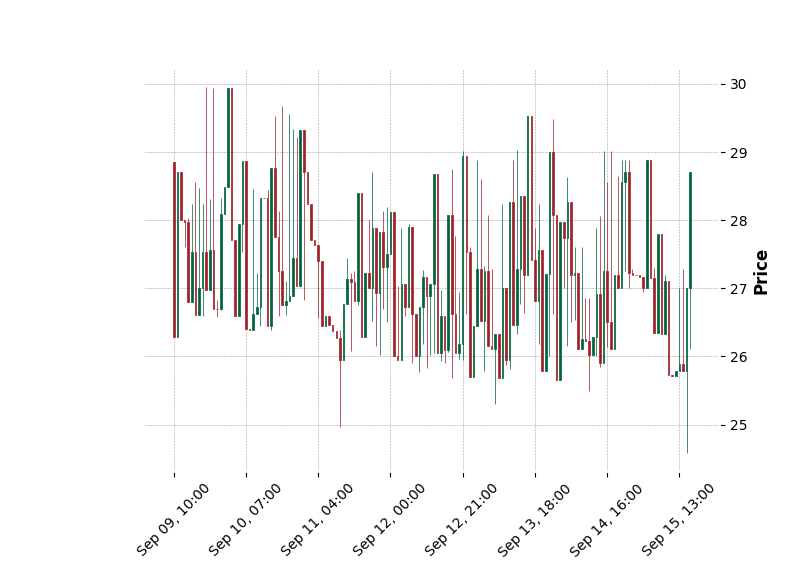 30
29
28
27
26
25
Price
Sep 09, 10:00
Sep 10, 07:00
Sep 11, 04:00
Sep 12, 00:00
Sep 12, 21:00
Sep 13, 18:00
Sep 14, 16:00
Sep 15, 13:00